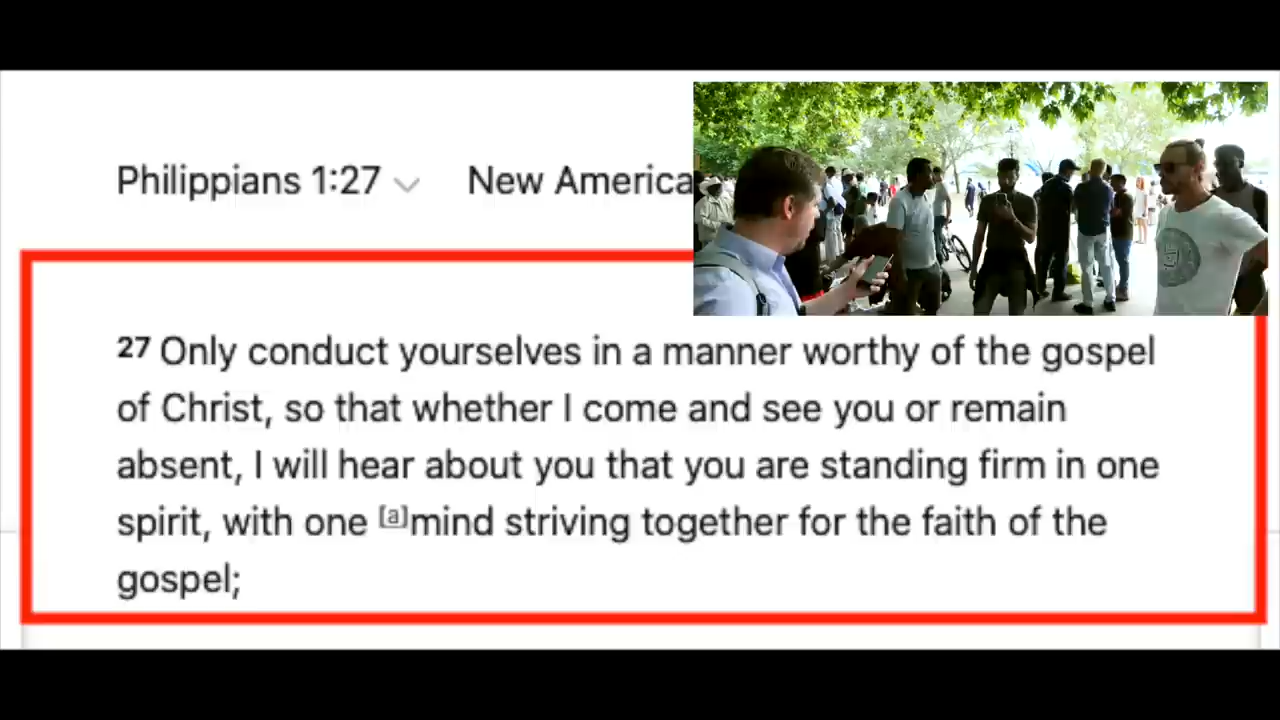 Philippians 1:27 New America
27 Only conduct yourselves in a manner worthy of the gospel
of Christ, so that whether I come and see you or remain
absent, I will hear about you that you are standing firm in one
spirit, with one [a]mind striving together for the faith of the
gospel;